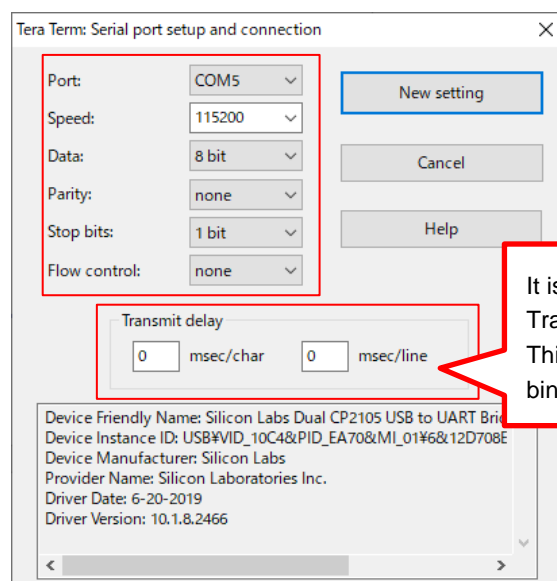 Tera Term: Serial port setup and connection
Port: COM5
New setting
Speed: 115200
Data: 8 bit
Cancel
Parity: none
Stop bits: 1 bit
Help
Flow control: none
It is
Transmit delay
0 msec/char 0 msec/line
Device Friendly Name: Silicon Labs Dual CP2105 USB to UART
Device Instance ID: USB¥VID_10C4&PID_EA70&MI_01¥6&12D708E
Device Manufacturer: Silicon Labs
Provider Name: Silicon Laboratories Inc.
Driver Date: 6-20-2019
Driver Version: 10.1.8.2466